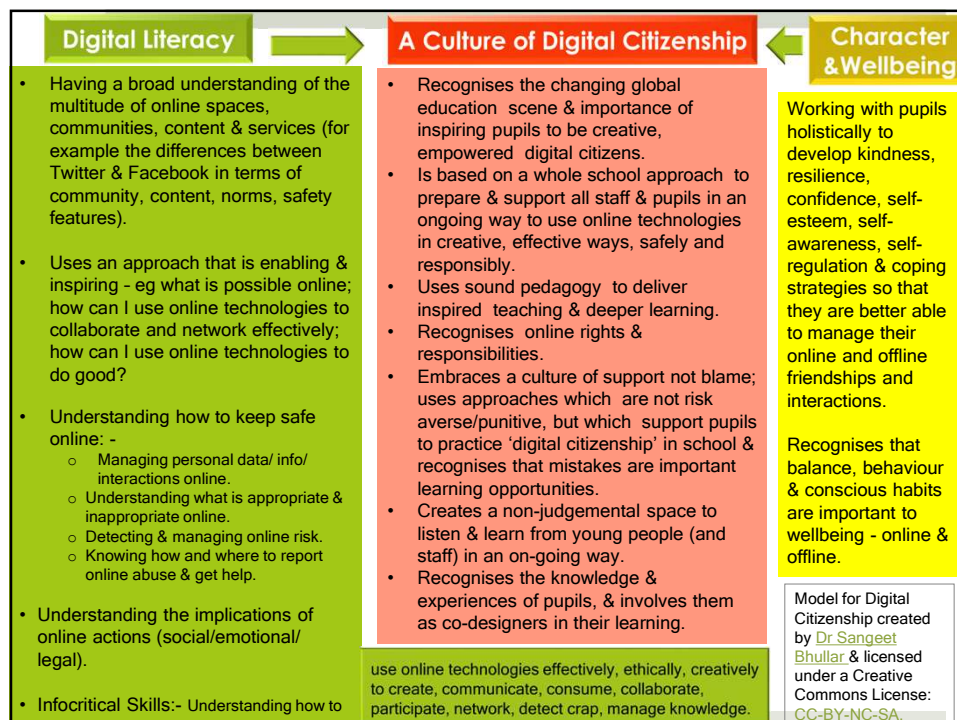 Digital Literacy
A Culture of Digital Citizenship
Character
&Wellbeing
• Having a broad understanding of the
multitude of online spaces,
communities, content & services (for
example the differences between
Twitter & Facebook in terms of
community, content, norms, safety
features).
• Uses an approach that is enabling &
inspiring – eg what is possible online;
how can I use online technologies to
collaborate and network effectively;
how can I use online technologies to
do good?
• Understanding how to keep safe
online: -
o Managing personal data/ info/
interactions online.
o Understanding what is appropriate &
inappropriate online.
o Detecting & managing online risk.
o Knowing how and where to report
online abuse & get help.
• Understanding the implications of
online actions (social/emotional/
legal).
• Infocritical Skills:- Understanding how to
• Recognises the changing global
education scene & importance of
inspiring pupils to be creative,
empowered digital citizens.
• Is based on a whole school approach to
prepare & support all staff & pupils in an
ongoing way to use online technologies
in creative, effective ways, safely and
responsibly.
• Uses sound pedagogy to deliver
inspired teaching & deeper learning.
• Recognises online rights &
responsibilities.
• Embraces a culture of support not blame;
uses approaches which are not risk
averse/punitive, but which support pupils
to practice ‘digital citizenship’ in school &
recognises that mistakes are important
learning opportunities.
• Creates a non-judgemental space to
listen & learn from young people (and
staff) in an on-going way.
• Recognises the knowledge &
experiences of pupils, & involves them
as co-designers in their learning.
use online technologies effectively, ethically, creatively
to create, communicate, consume, collaborate,
participate, network, detect crap, manage knowledge.
Working with pupils
holistically to
develop kindness,
resilience,
confidence, self-
esteem, self-
awareness, self-
regulation & coping
strategies so that
they are better able
to manage their
online and offline
friendships and
interactions.
Recognises that
balance, behaviour
& conscious habits
are important to
wellbeing - online &
offline.
Model for Digital
Citizenship created
by Dr Sangeet
Bhullar & licensed
under a Creative
Commons License:
CC-BY-NC-SA.